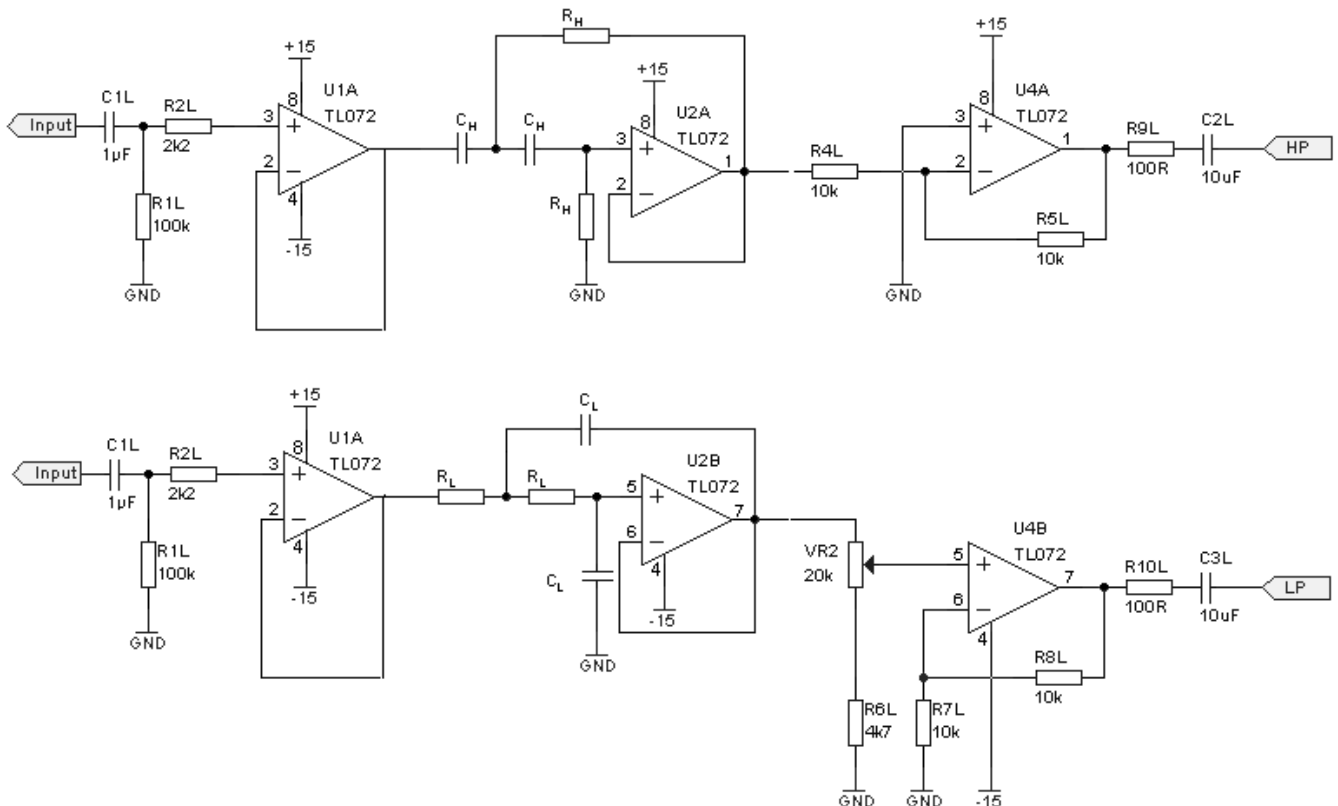 R_H
+15
+15
+15
U1A
TL072
U2A
TL072
U4A
TL072
C1L
R2L
C_H
C_H
R9L
C2L
Input
1µF
2k2
3
8
2
4
3
8
1
2
R4L
10k
3
8
1
2
100R
10uF
HP
R1L
100k
-15
R_H
R5L
10k
GND
GND
GND
+15
C_L
C1L
R2L
U1A
TL072
U2B
TL072
Input
1µF
2k2
3
8
2
4
R_L
R_L
5
7
6
4
U4B
TL072
R1L
100k
-15
C_L
-15
VR2
20k
5
7
6
4
R10L
C3L
100R
10uF
LP
GND
GND
R8L
10k
R6L
4k7
R7L
10k
GND
GND
-15